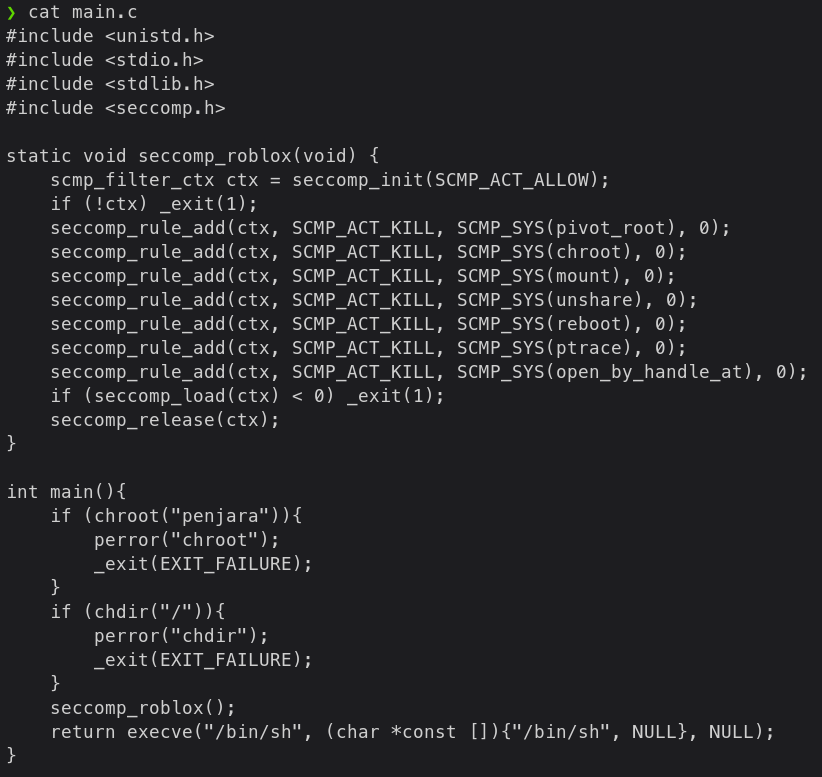 ❯ cat main.c
#include <unistd.h>
#include <stdio.h>
#include <stdlib.h>
#include <seccomp.h>

static void seccomp_roblox(void) {
    scmp_filter_ctx ctx = seccomp_init(SCMP_ACT_ALLOW);
    if (!ctx) _exit(1);
    seccomp_rule_add(ctx, SCMP_ACT_KILL, SCMP_SYS(pivot_root), 0);
    seccomp_rule_add(ctx, SCMP_ACT_KILL, SCMP_SYS(chroot), 0);
    seccomp_rule_add(ctx, SCMP_ACT_KILL, SCMP_SYS(mount), 0);
    seccomp_rule_add(ctx, SCMP_ACT_KILL, SCMP_SYS(unshare), 0);
    seccomp_rule_add(ctx, SCMP_ACT_KILL, SCMP_SYS(reboot), 0);
    seccomp_rule_add(ctx, SCMP_ACT_KILL, SCMP_SYS(ptrace), 0);
    seccomp_rule_add(ctx, SCMP_ACT_KILL, SCMP_SYS(open_by_handle_at), 0);
    if (seccomp_load(ctx) < 0) _exit(1);
    seccomp_release(ctx);
}

int main(){
    if (chroot("penjara")){
        perror("chroot");
        _exit(EXIT_FAILURE);
    }
    if (chdir("/")){
        perror("chdir");
        _exit(EXIT_FAILURE);
    }
    seccomp_roblox();
    return execve("/bin/sh", (char *const []){"/bin/sh", NULL}, NULL);
}